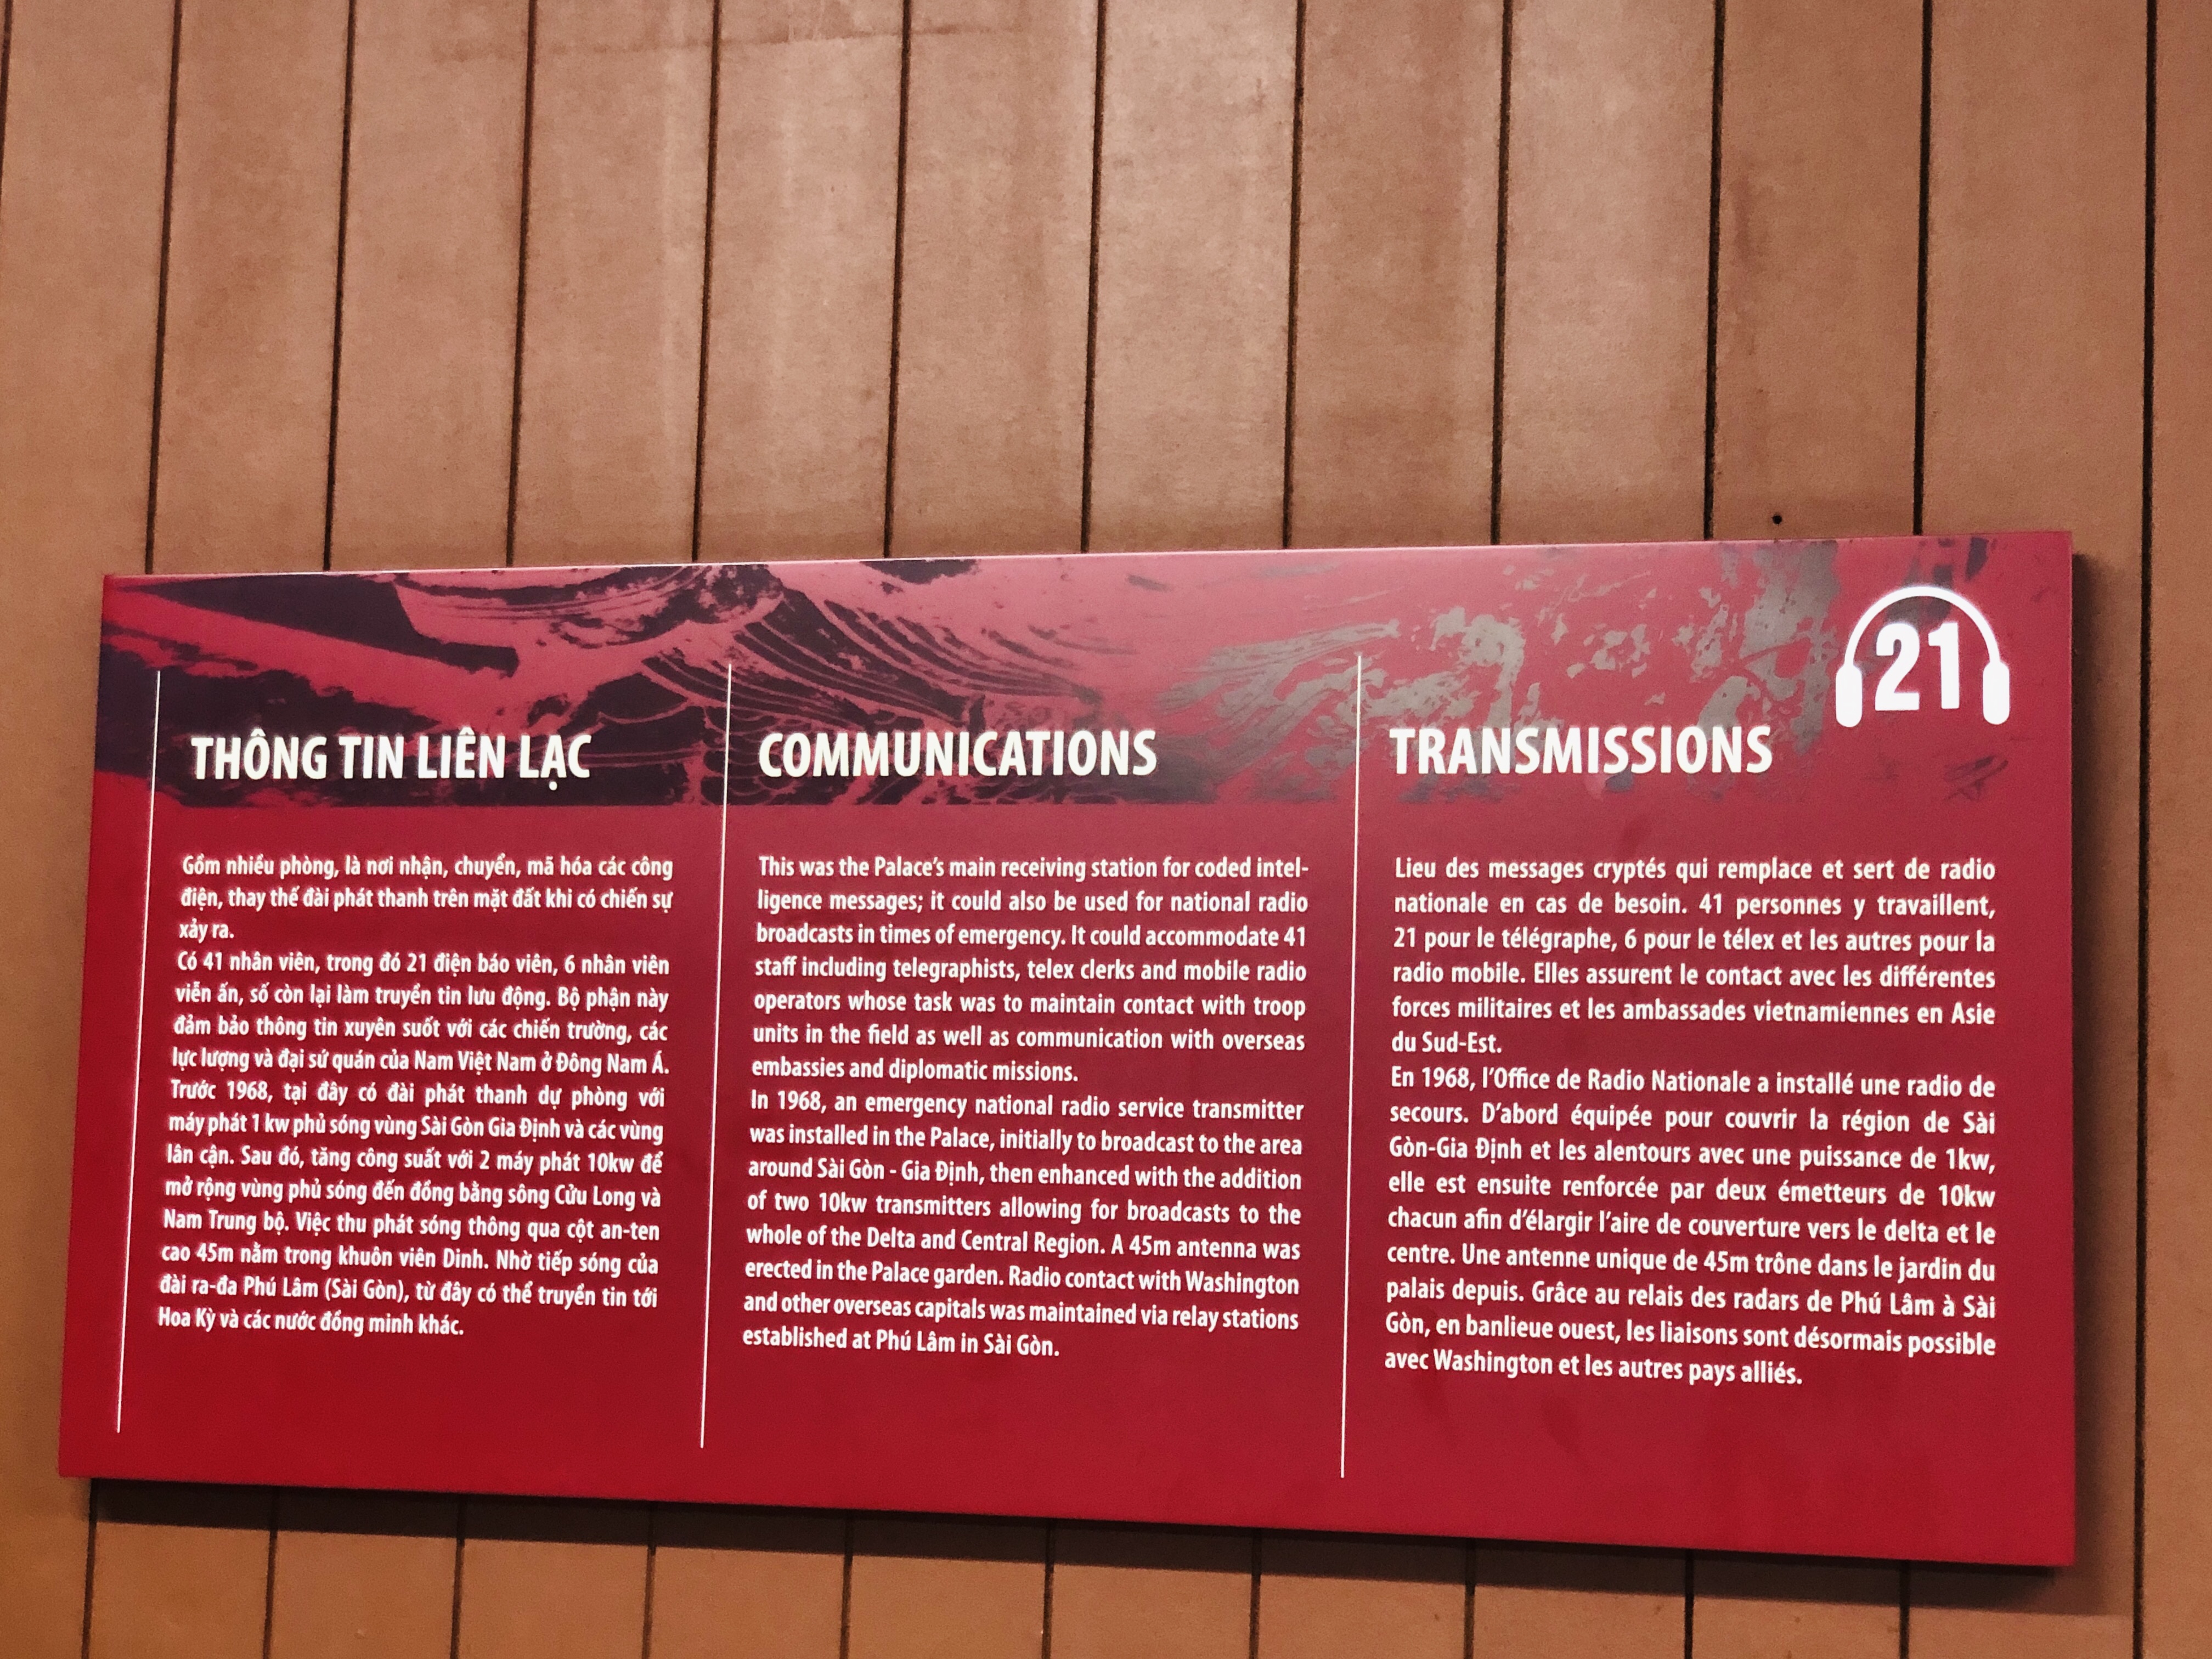 21
THÔNG TIN LIÊN LẠC
Gồm nhiều phòng, là nơi nhận, chuyển, mã hóa các công
điện, thay thế đài phát thanh trên mặt đất khi có chiến sự
xảy ra.
Có 41 nhân viên, trong đó 21 điện báo viên, 6 nhân viên
viễn ấn, số còn lại làm truyền tin lưu động. Bộ phận này
đảm bảo thông tin xuyên suốt với các chiến trường, các
lực lượng và đại sứ quán của Nam Việt Nam ở Đông Nam Á.
Trước 1968, tại đây có đài phát thanh dự phòng với
máy phát 1 kw phủ sóng vùng Sài Gòn Gia Định và các vùng
lân cận. Sau đó, tăng công suất với 2 máy phát 10kw để
mở rộng vùng phủ sóng đến đồng bằng sông Cửu Long và
Nam Trung bộ. Việc thu phát sóng thông qua cột an-ten
cao 45m nằm trong khuôn viên Dinh. Nhờ tiếp sóng của
đài ra-đa Phú Lâm (Sài Gòn), từ đây có thể truyền tin tới
Hoa Kỳ và các nước đồng minh khác.
COMMUNICATIONS
This was the Palace's main receiving station for coded intel-
ligence messages; it could also be used for national radio
broadcasts in times of emergency. It could accommodate 41
staff including telegraphists, telex clerks and mobile radio
operators whose task was to maintain contact with troop
units in the field as well as communication with overseas
embassies and diplomatic missions.
In 1968, an emergency national radio service transmitter
was installed in the Palace, initially to broadcast to the area
around Sài Gòn - Gia Định, then enhanced with the addition
of two 10kw transmitters allowing for broadcasts to the
whole of the Delta and Central Region. A 45m antenna was
erected in the Palace garden. Radio contact with Washington
and other overseas capitals was maintained via relay stations
established at Phú Lâm in Sài Gòn.
TRANSMISSIONS
Lieu des messages cryptés qui remplace et sert de radio
nationale en cas de besoin. 41 personnes y travaillent,
21 pour le télégraphe, 6 pour le télex et les autres pour la
radio mobile. Elles assurent le contact avec les différentes
forces militaires et les ambassades vietnamiennes en Asie
du Sud-Est.
En 1968, l'Office de Radio Nationale a installé une radio de
secours. D'abord équipée pour couvrir la région de Sài
Gòn-Gia Định et les alentours avec une puissance de 1kw,
elle est ensuite renforcée par deux émetteurs de 10kw
chacun afin d'élargir l'aire de couverture vers le delta et le
centre. Une antenne unique de 45m trône dans le jardin du
palais depuis. Grâce au relais des radars de Phú Lâm à Sài
Gòn, en banlieue ouest, les liaisons sont désormais possible
avec Washington et les autres pays alliés.